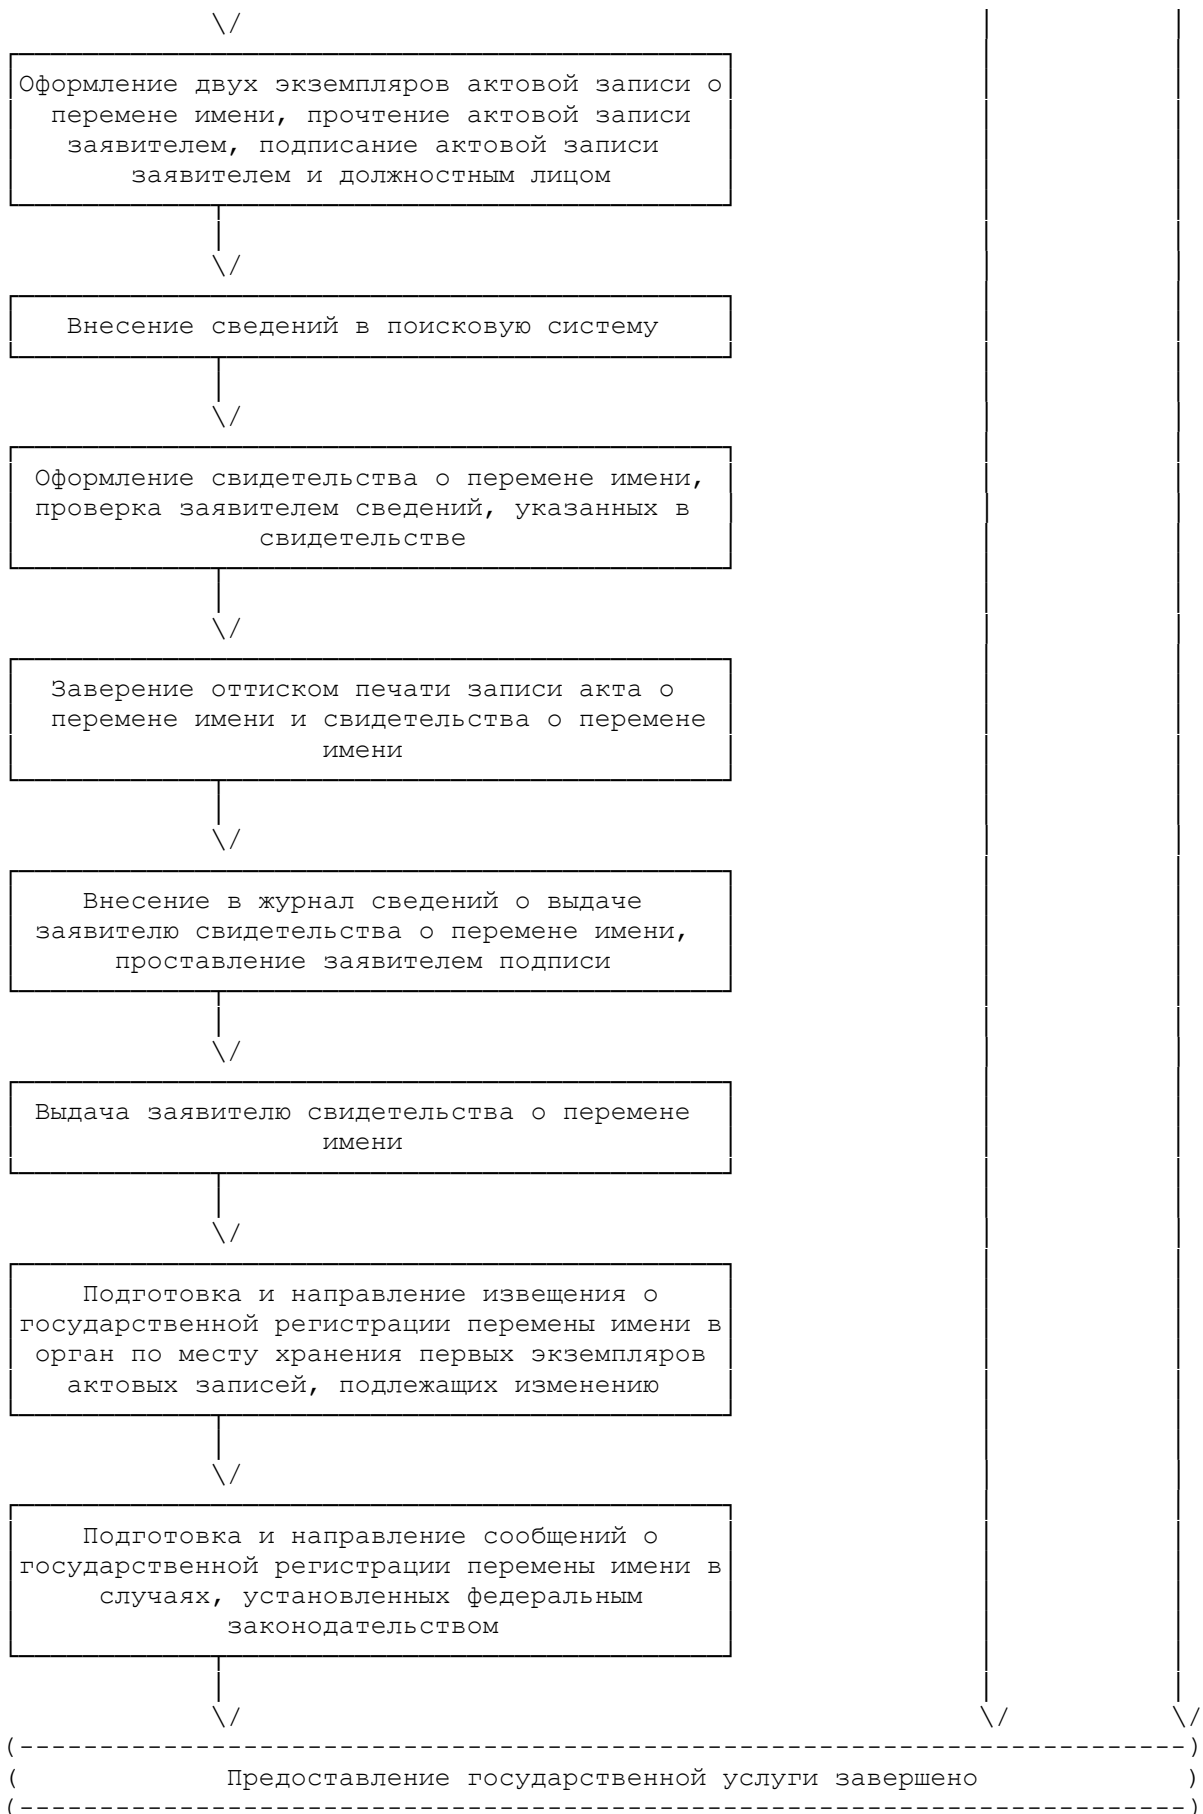 Оформление двух экземпляров актовой записи о
перемене имени, прочтение актовой записи
заявителем, подписание актовой записи
заявителем и должностным лицом
Внесение сведений в поисковую систему
Оформление свидетельства о перемене имени,
проверка заявителем сведений, указанных в
свидетельстве
Заверение оттиском печати записи акта о
перемене имени и свидетельства о перемене
имени
Внесение в журнал сведений о выдаче
заявителю свидетельства о перемене имени,
проставление заявителем подписи
Выдача заявителю свидетельства о перемене
имени
Подготовка и направление извещения о
государственной регистрации перемены имени в
орган по месту хранения первых экземпляров
актовых записей, подлежащих изменению
Подготовка и направление сообщений о
государственной регистрации перемены имени в
случаях, установленных федеральным
законодательством
Предоставление государственной услуги завершено